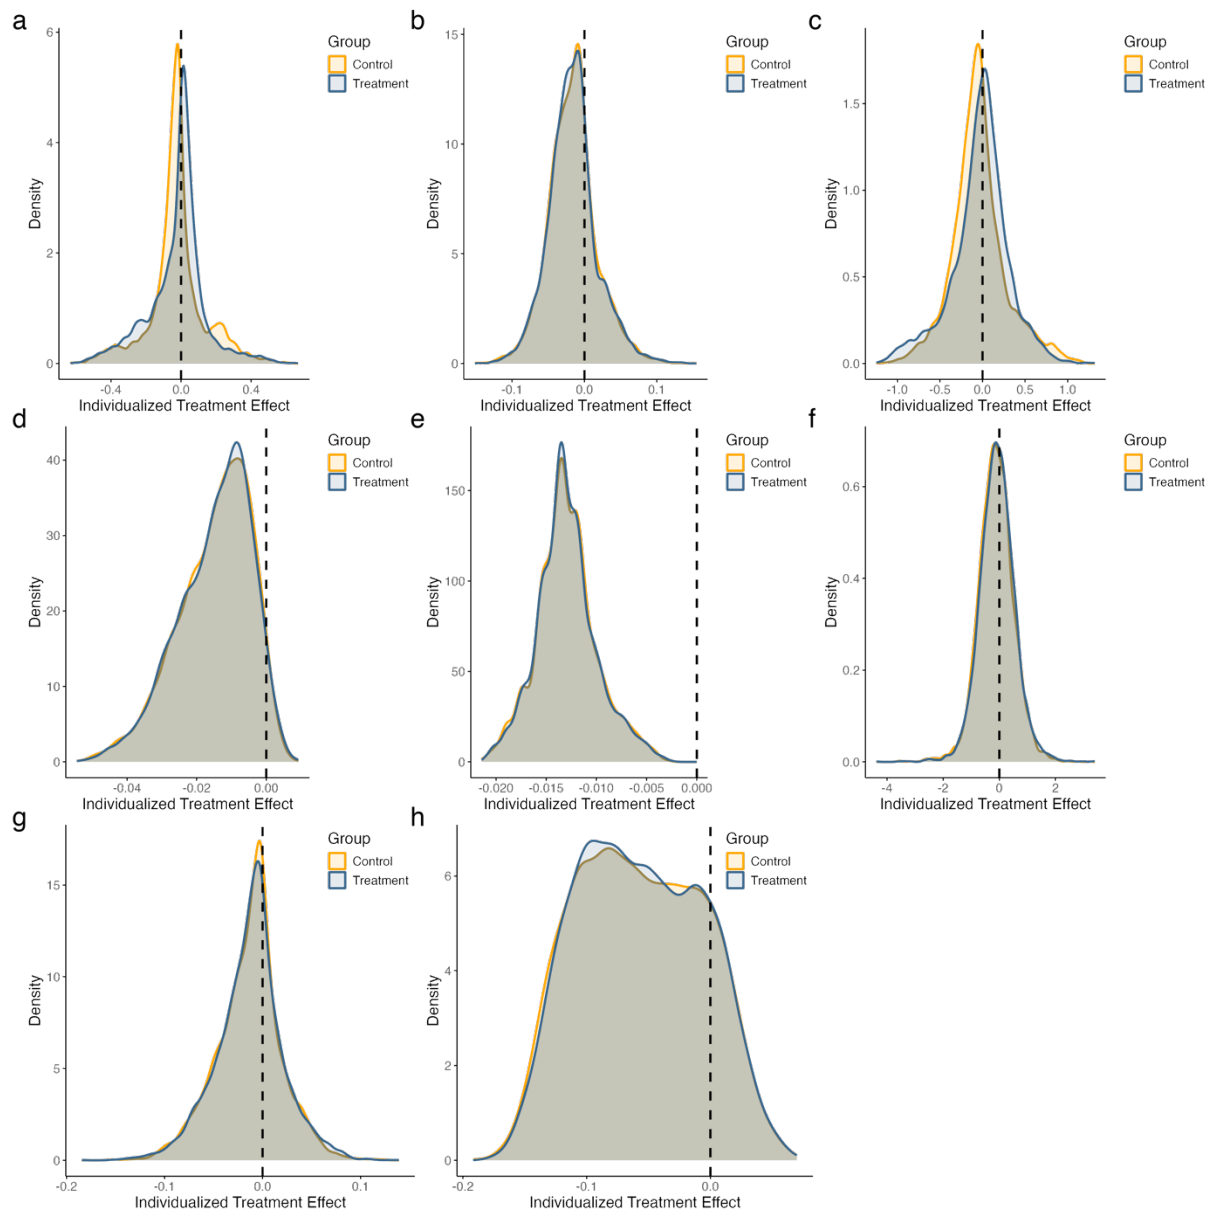 a
6
4
2
0
Density
-0.4
0.0
0.4
Individualized Treatment Effect
Group
Control
Treatment
b
15
10
5
0
Density
-0.1
0.0
0.1
Individualized Treatment Effect
Group
Control
Treatment
c
1.5
1.0
0.5
0.0
Density
-1.0
-0.5
0.0
0.5
1.0
Individualized Treatment Effect
Group
Control
Treatment
d
40
30
20
10
0
Density
-0.04
-0.02
0.00
Individualized Treatment Effect
Group
Control
Treatment
e
150
100
50
0
Density
-0.020
-0.015
-0.010
-0.005
0.000
Individualized Treatment Effect
Group
Control
Treatment
f
0.6
0.4
0.2
0.0
Density
-4
-2
0
2
Individualized Treatment Effect
Group
Control
Treatment
g
15
10
5
0
Density
-0.2
-0.1
0.0
0.1
Individualized Treatment Effect
Group
Control
Treatment
h
6
4
2
0
Density
-0.2
-0.1
0.0
Individualized Treatment Effect
Group
Control
Treatment